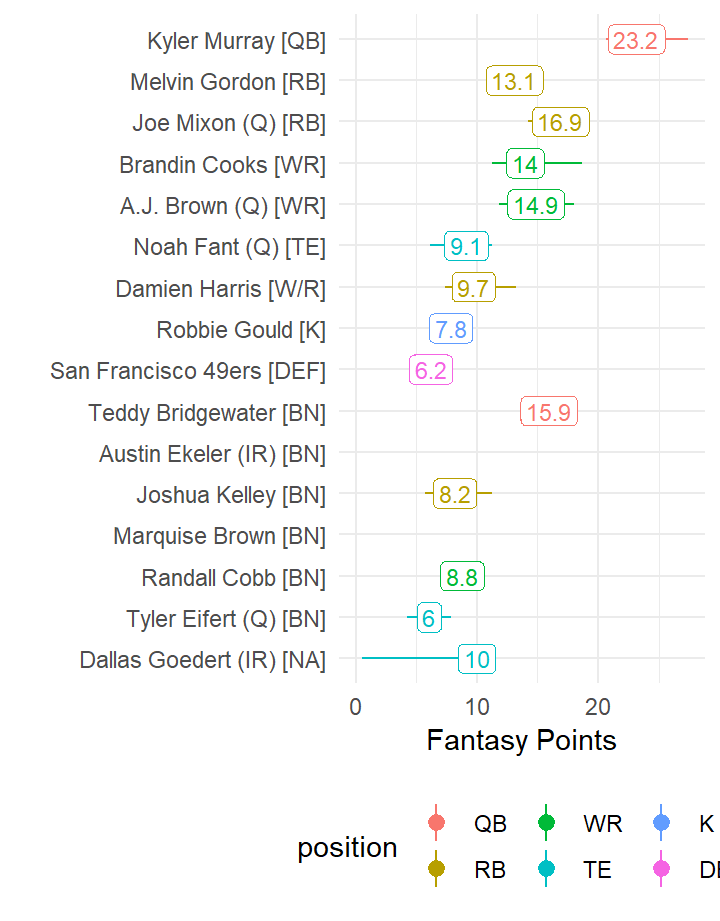 Kyler Murray [QB] 23.2
Melvin Gordon [RB] 13.1
Joe Mixon (Q) [RB] 16.9
Brandin Cooks [WR] 14
A.J. Brown (Q) [WR] 14.9
Noah Fant (Q) [TE] 9.1
Damien Harris [W/R] 9.7
Robbie Gould [K] 7.8
San Francisco 49ers [DEF] 6.2
Teddy Bridgewater [BN] 15.9
Austin Ekeler (IR) [BN]
Joshua Kelley [BN] 8.2
Marquise Brown [BN]
Randall Cobb [BN] 8.8
Tyler Eifert (Q) [BN] 6
Dallas Goedert (IR) [NA] 10
0 10 20
Fantasy Points
position
QB WR K
RB TE